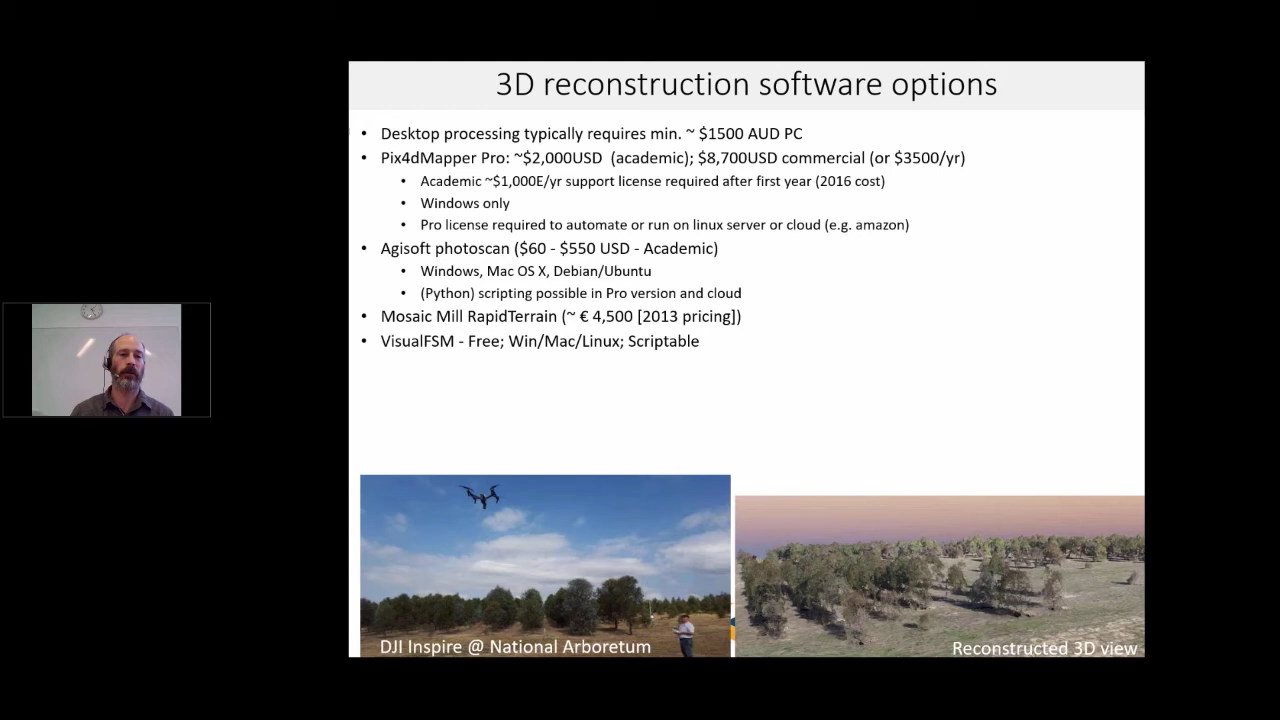 3D reconstruction software options
• Desktop processing typically requires min. ~ $1500 AUD PC
• Pix4dMapper Pro: ~$2,000USD (academic); $8,700USD commercial (or $3500/yr)
• Academic ~$1,000E/yr support license required after first year (2016 cost)
• Windows only
• Pro license required to automate or run on linux server or cloud (e.g. amazon)
• Agisoft photoscan ($60 - $550 USD - Academic)
• Windows, Mac OS X, Debian/Ubuntu
• (Python) scripting possible in Pro version and cloud
• Mosaic Mill RapidTerrain (~ € 4,500 [2013 pricing])
• VisualFSM - Free; Win/Mac/Linux; Scriptable
DJI Inspire @ National Arboretum
Reconstructed 3D view